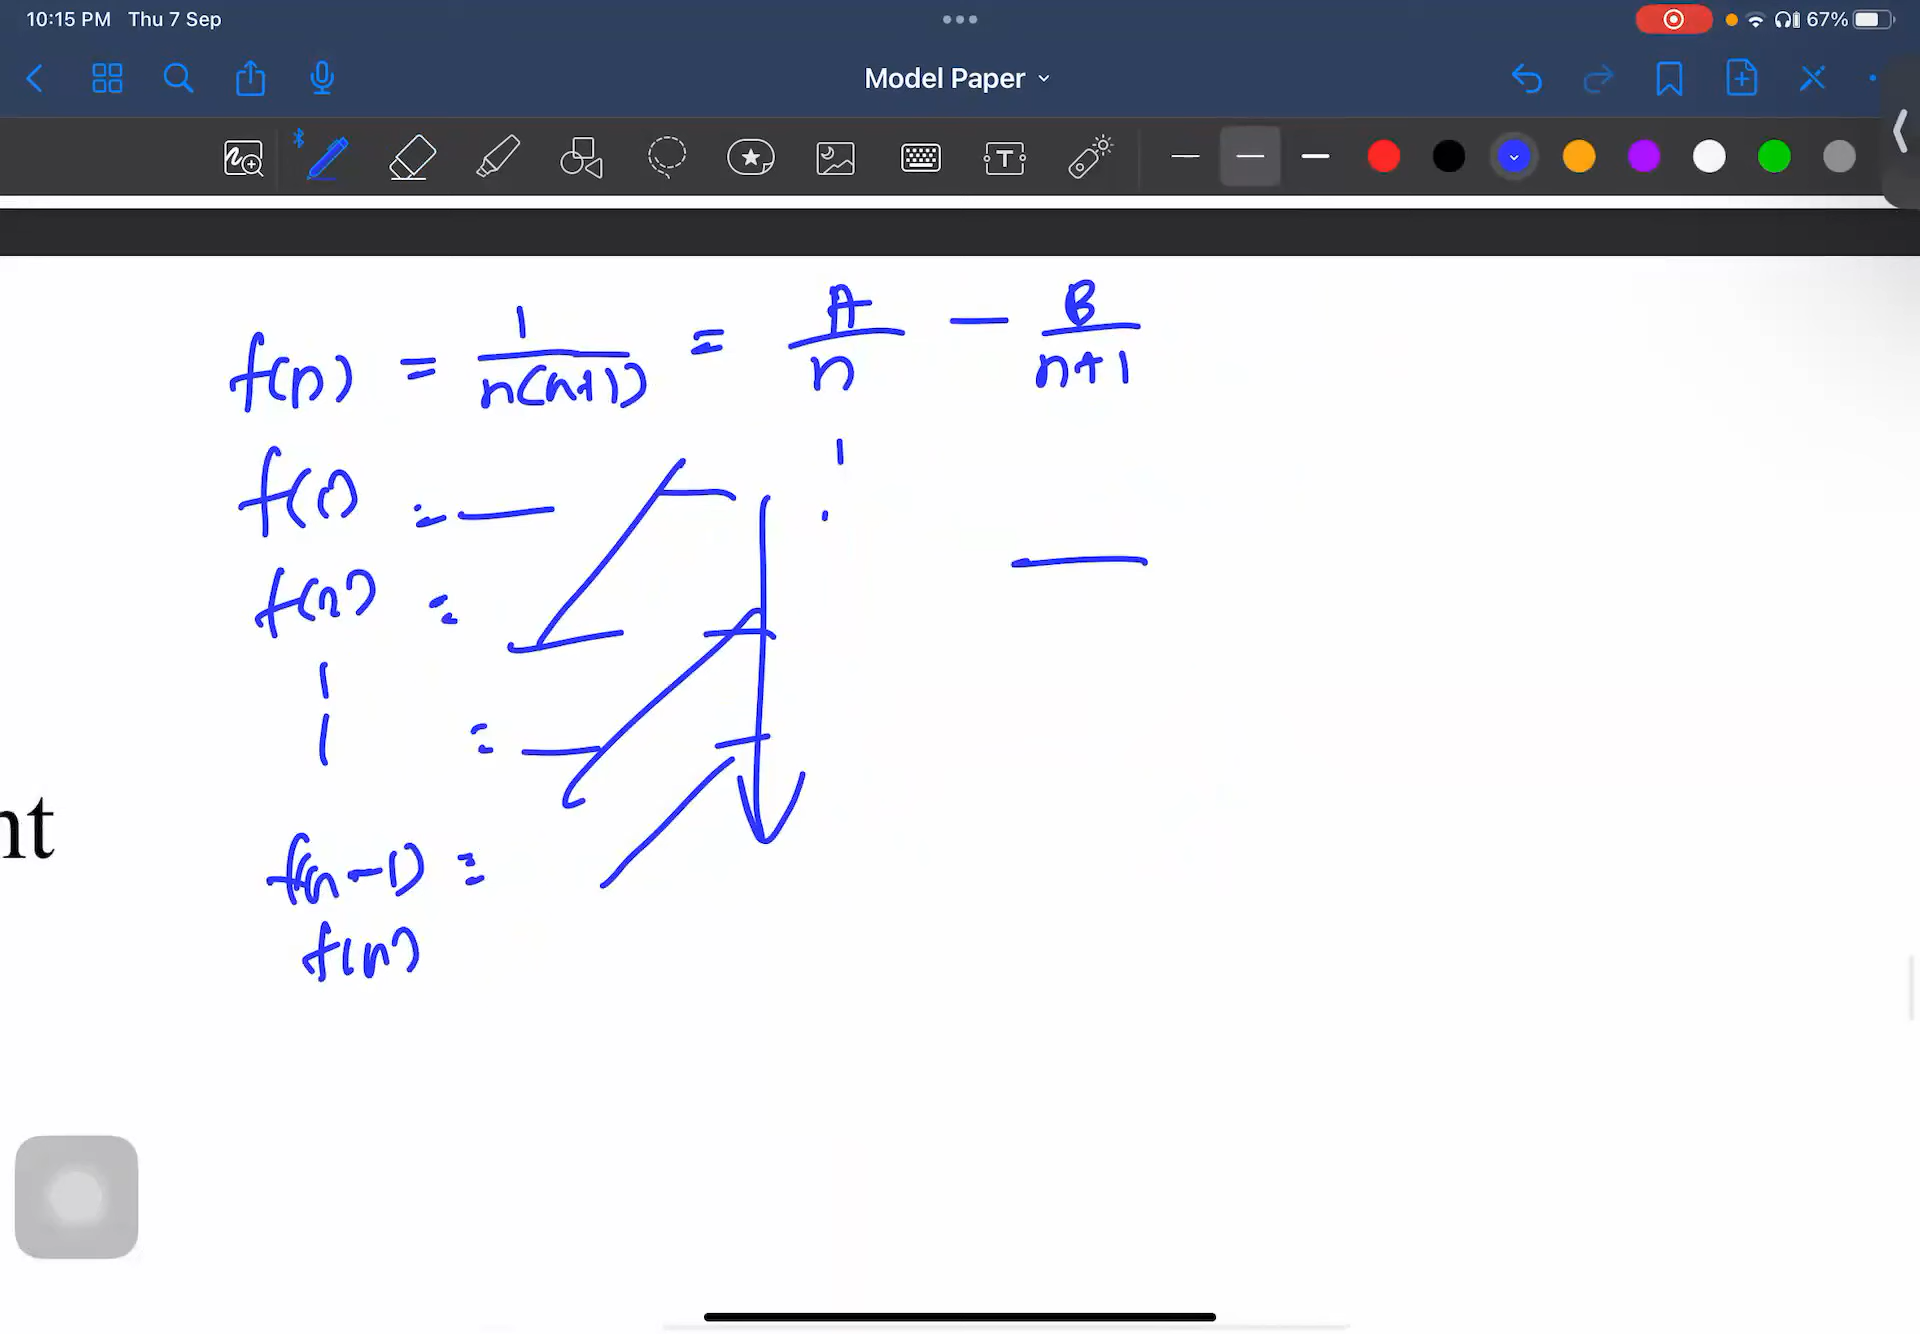 10:15 PM Thu 7 Sep
67%
Model Paper
T
f(n) = 1/n(n+1) = A/n - B/n+1
f(1) =
f(2) =
=
nt
f(n-1) =
f(n)